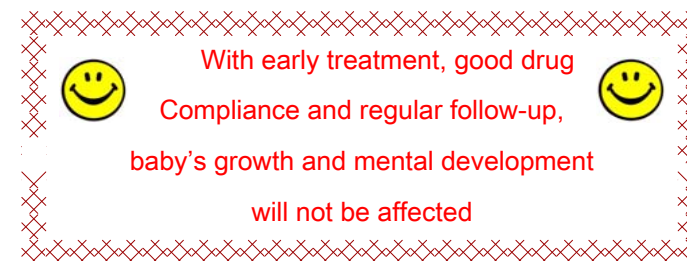 With early treatment, good drug
Compliance and regular follow-up,
baby's growth and mental development
will not be affected